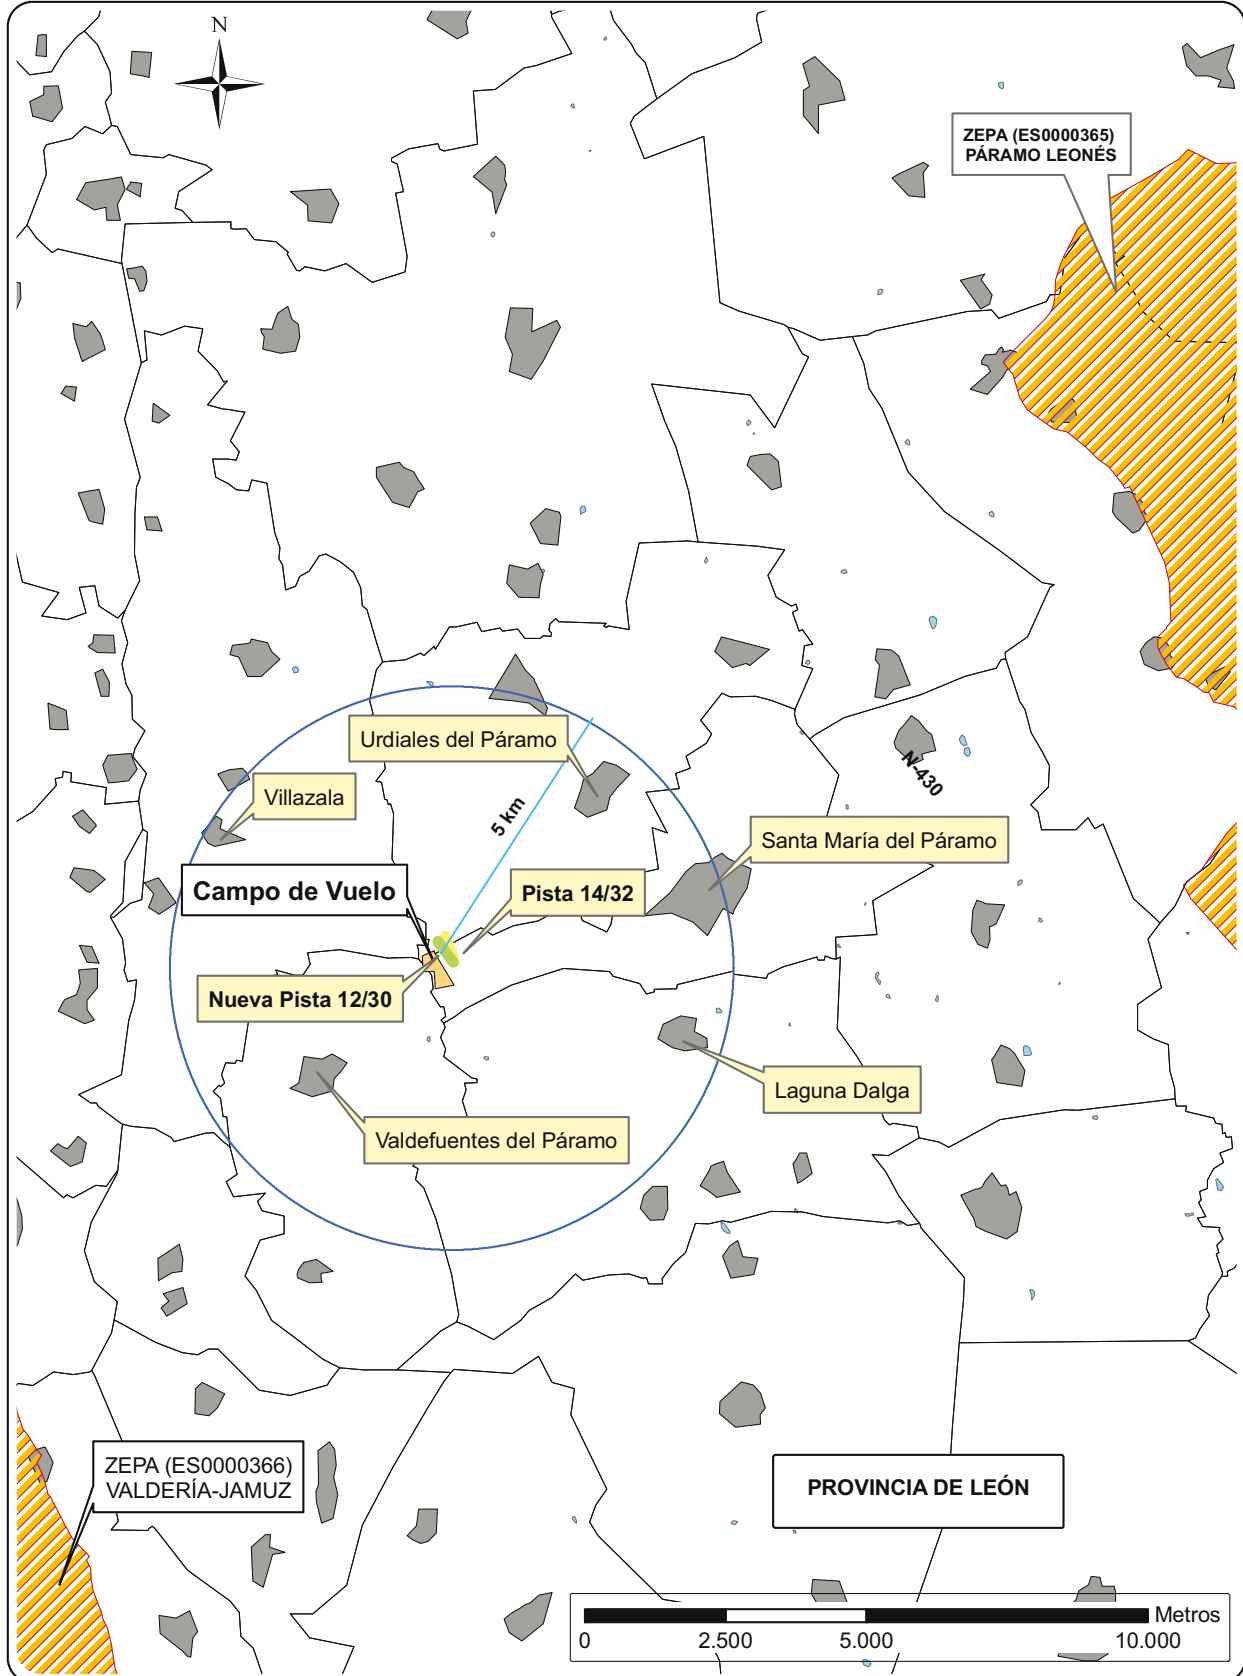 N
ZEPA (ES0000365)
PÁRAMO LEONÉS
Urdiales del Páramo
N-430
Villazala
5 km
Santa María del Páramo
Campo de Vuelo
Pista 14/32
Nueva Pista 12/30
Laguna Dalga
Valdefuentes del Páramo
ZEPA (ES0000366)
VALDERÍA-JAMUZ
PROVINCIA DE LEÓN
Metros
0 2.500 5.000 10.000